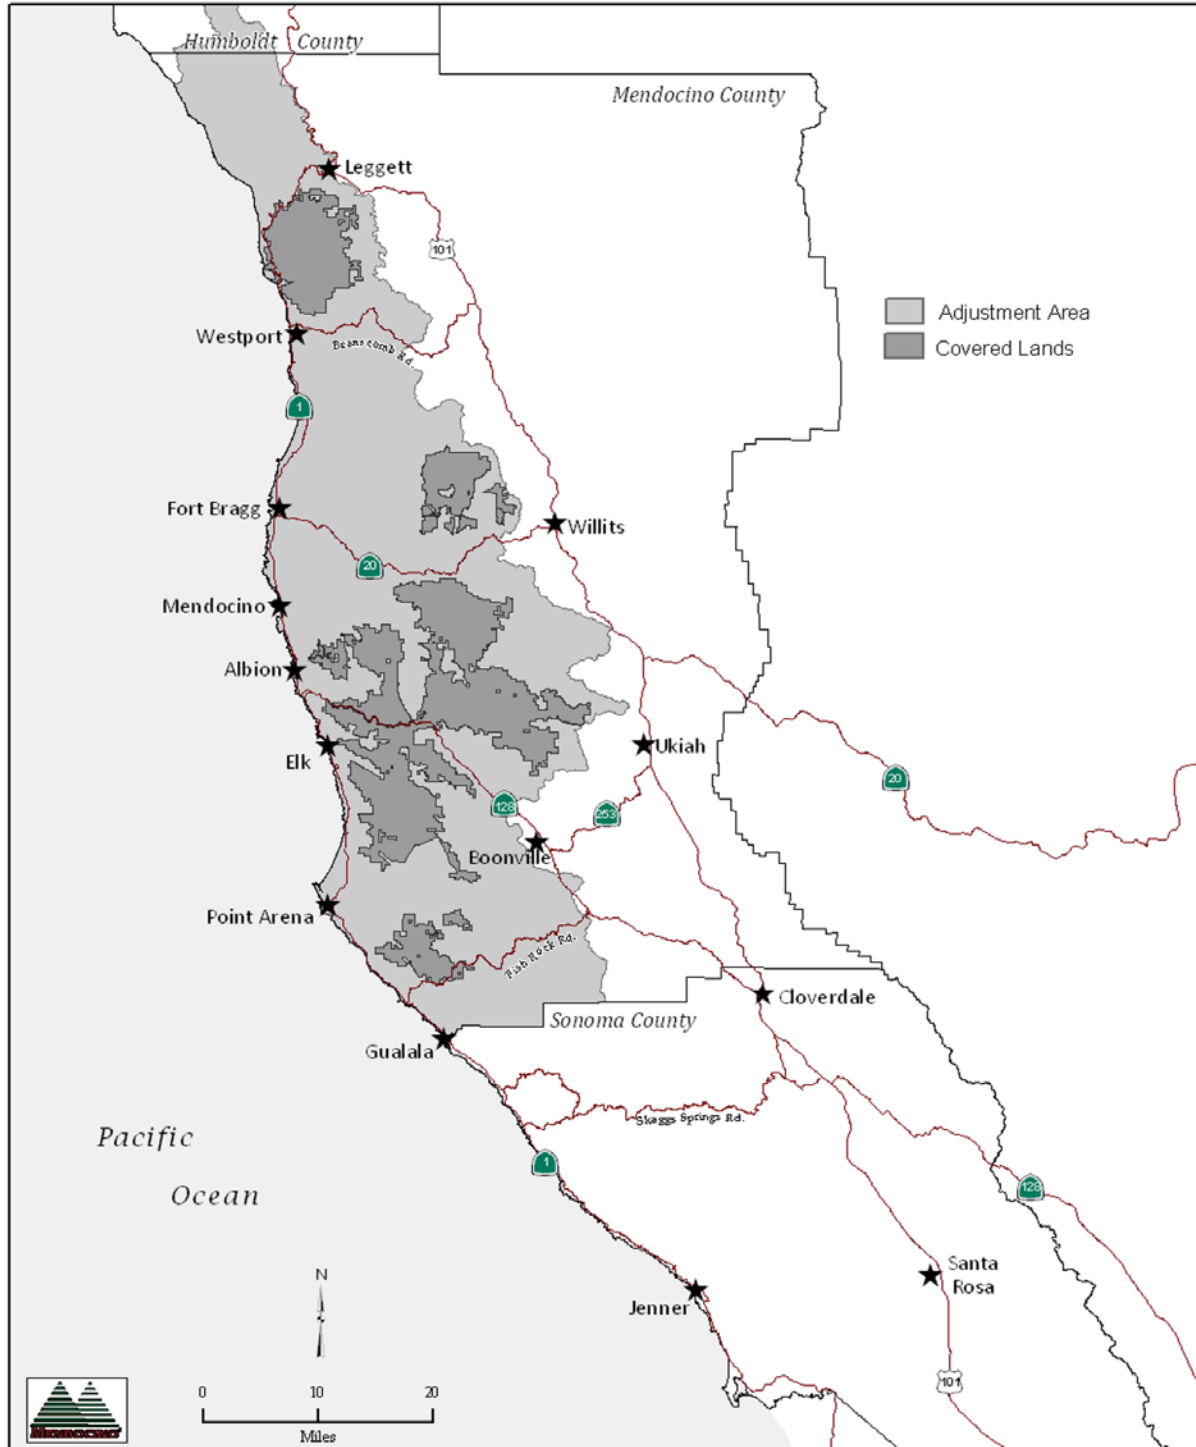 Humboldt County
Mendocino County
Leggett
101
Adjustment Area
Westport
Branscomb Rd.
Covered Lands
1
Fort Bragg
Willits
20
Mendocino
Albion
Elk
Ukiah
20
128
253
Boonville
Point Arena
Fish Rock Rd.
Cloverdale
Sonoma County
Gualala
Skaggs Springs Rd.
Pacific
Ocean
1
128
N
Santa
Rosa
Jenner
101
0 10 20
Miles
MENDOCINO